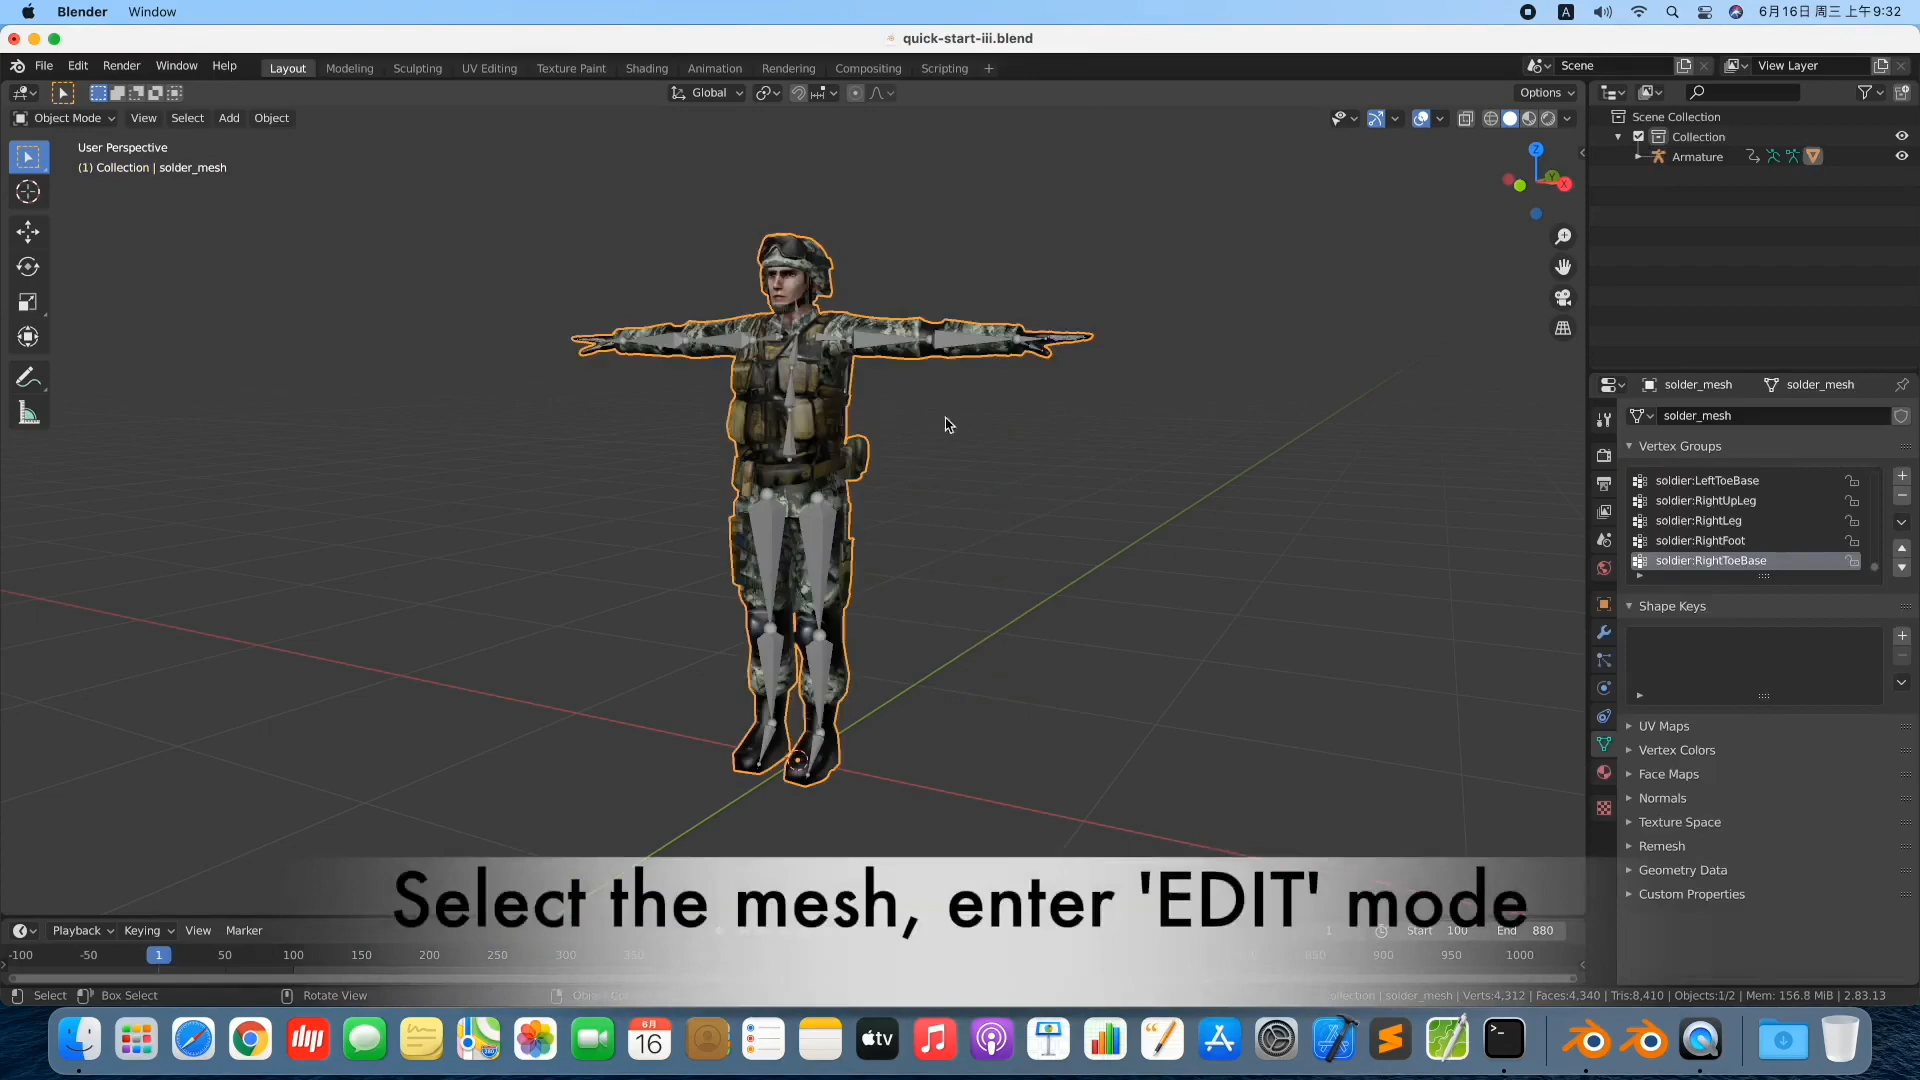 Blender Window
A
6月16日 周三 上午9:32
quick-start-iii.blend
File Edit Render Window Help
Layout Modeling Sculpting UV Editing Texture Paint Shading Animation Rendering Compositing Scripting +
Scene
View Layer
Global
Options
Object Mode View Select Add Object
User Perspective
(1) Collection | solder_mesh
Z
Y
X
Scene Collection
Collection
Armature
solder_mesh solder_mesh
solder_mesh
Vertex Groups
soldier:LeftToeBase
soldier:RightUpLeg
soldier:RightLeg
soldier:RightFoot
soldier:RightToeBase
Shape Keys
UV Maps
Vertex Colors
Face Maps
Normals
Texture Space
Remesh
Geometry Data
Custom Properties
Select the mesh, enter 'EDIT' mode
Playback Keying View Marker
1 Start 100 End 880
-100 -50 1 50 100 150 200 250 300 350 850 900 950 1000
Select Box Select Rotate View
collection | solder_mesh | Verts:4,312 | Faces:4,340 | Tris:8,410 | Objects:1/2 | Mem: 156.8 MiB | 2.83.13
6月
16
tv